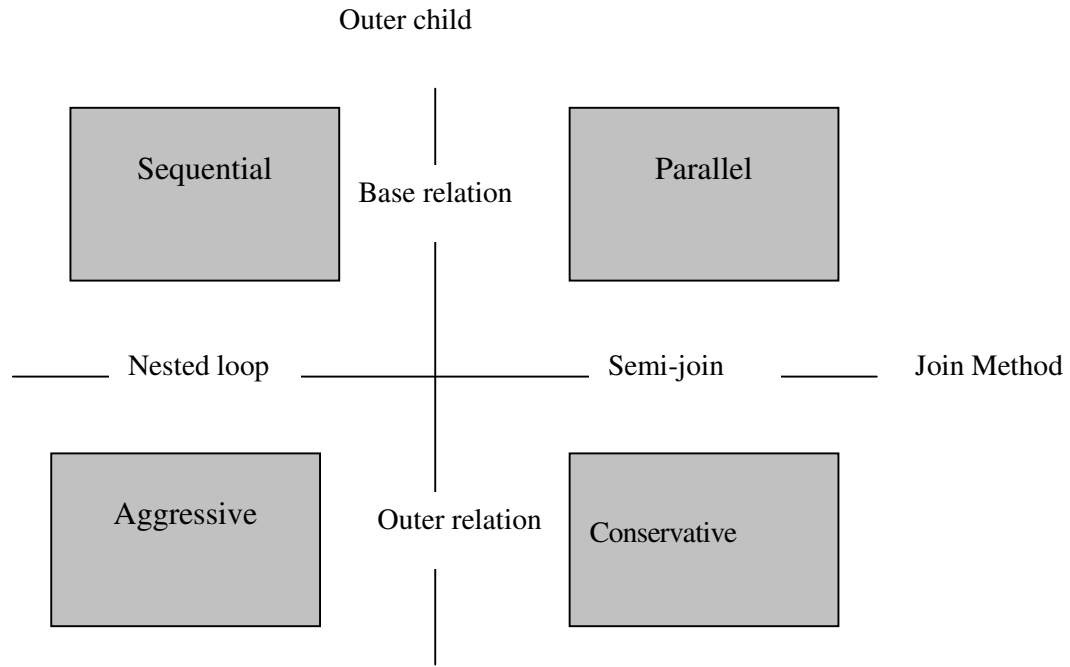 Outer child
Sequential
Parallel
Base relation
Nested loop
Semi-join
Join Method
Aggressive
Outer relation
Conservative